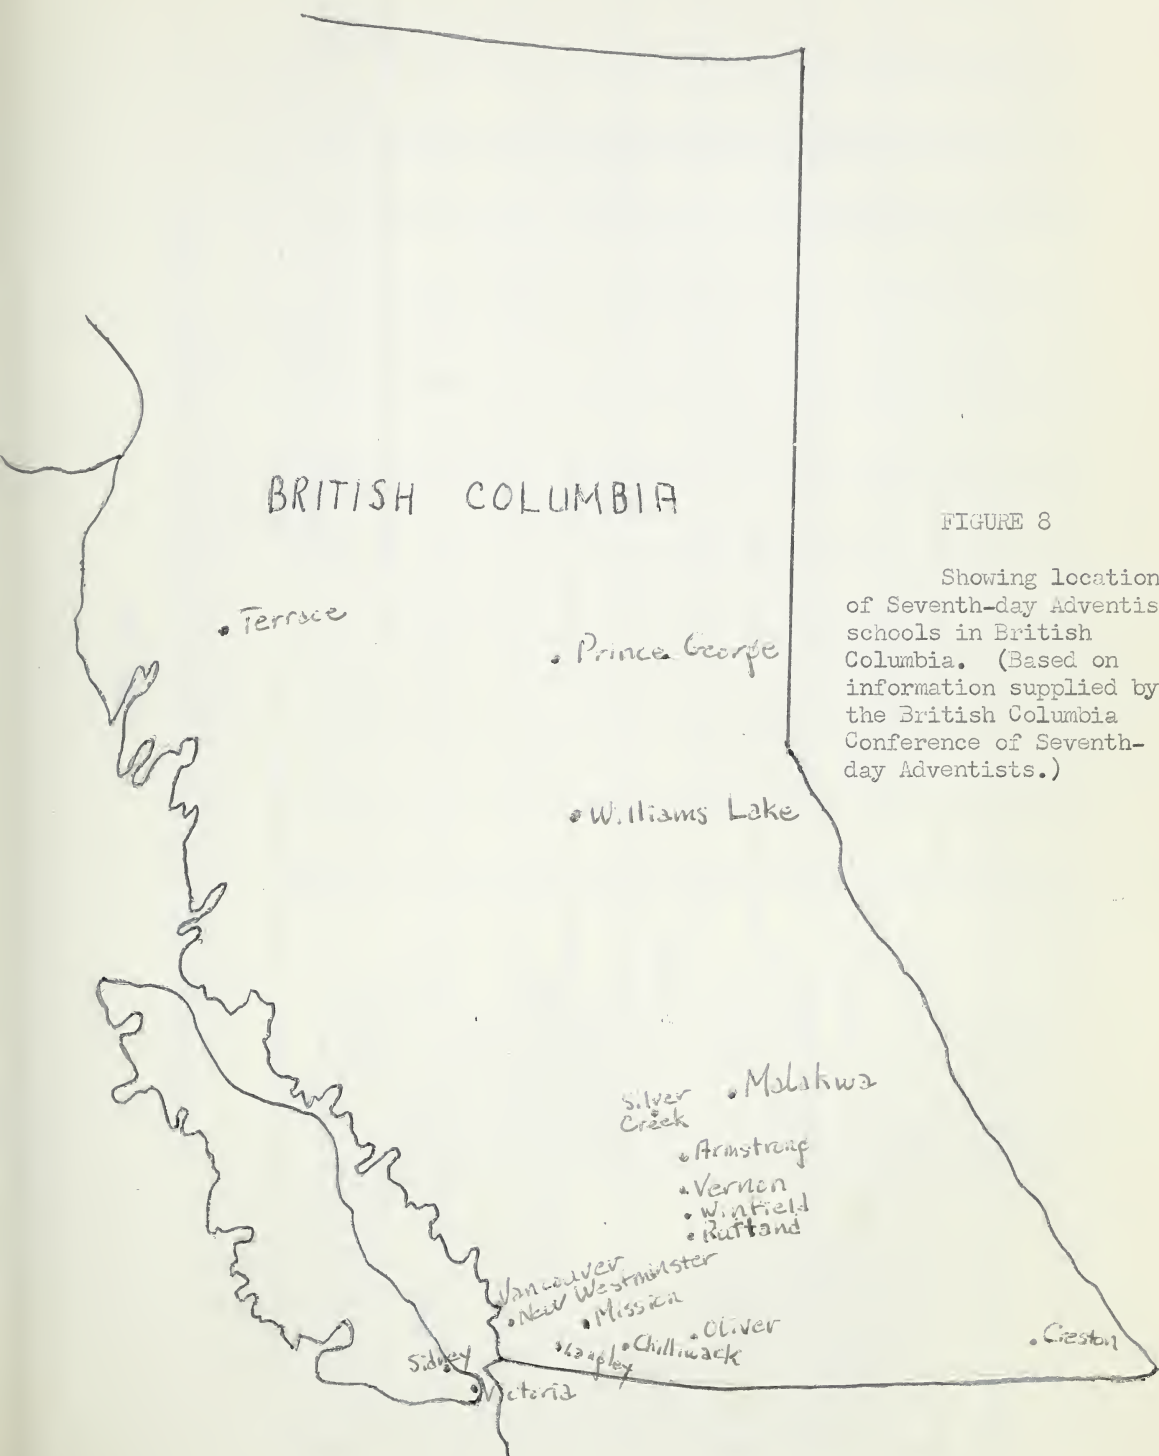 BRITISH COLUMBIA
FIGURE 8
Showing location
of Seventh-day Adventis
schools in British
Columbia. (Based on
information supplied by
the British Columbia
Conference of Seventh-
day Adventists.)
Terrace
Prince George
Williams Lake
Malakwa
Silver
Creek
Armstrong
Vernon
Winfield
Ruttand
Vancouver
New Westminster
Mission
Oliver
Chilliwack
Langley
Creston
Sidney
Victoria